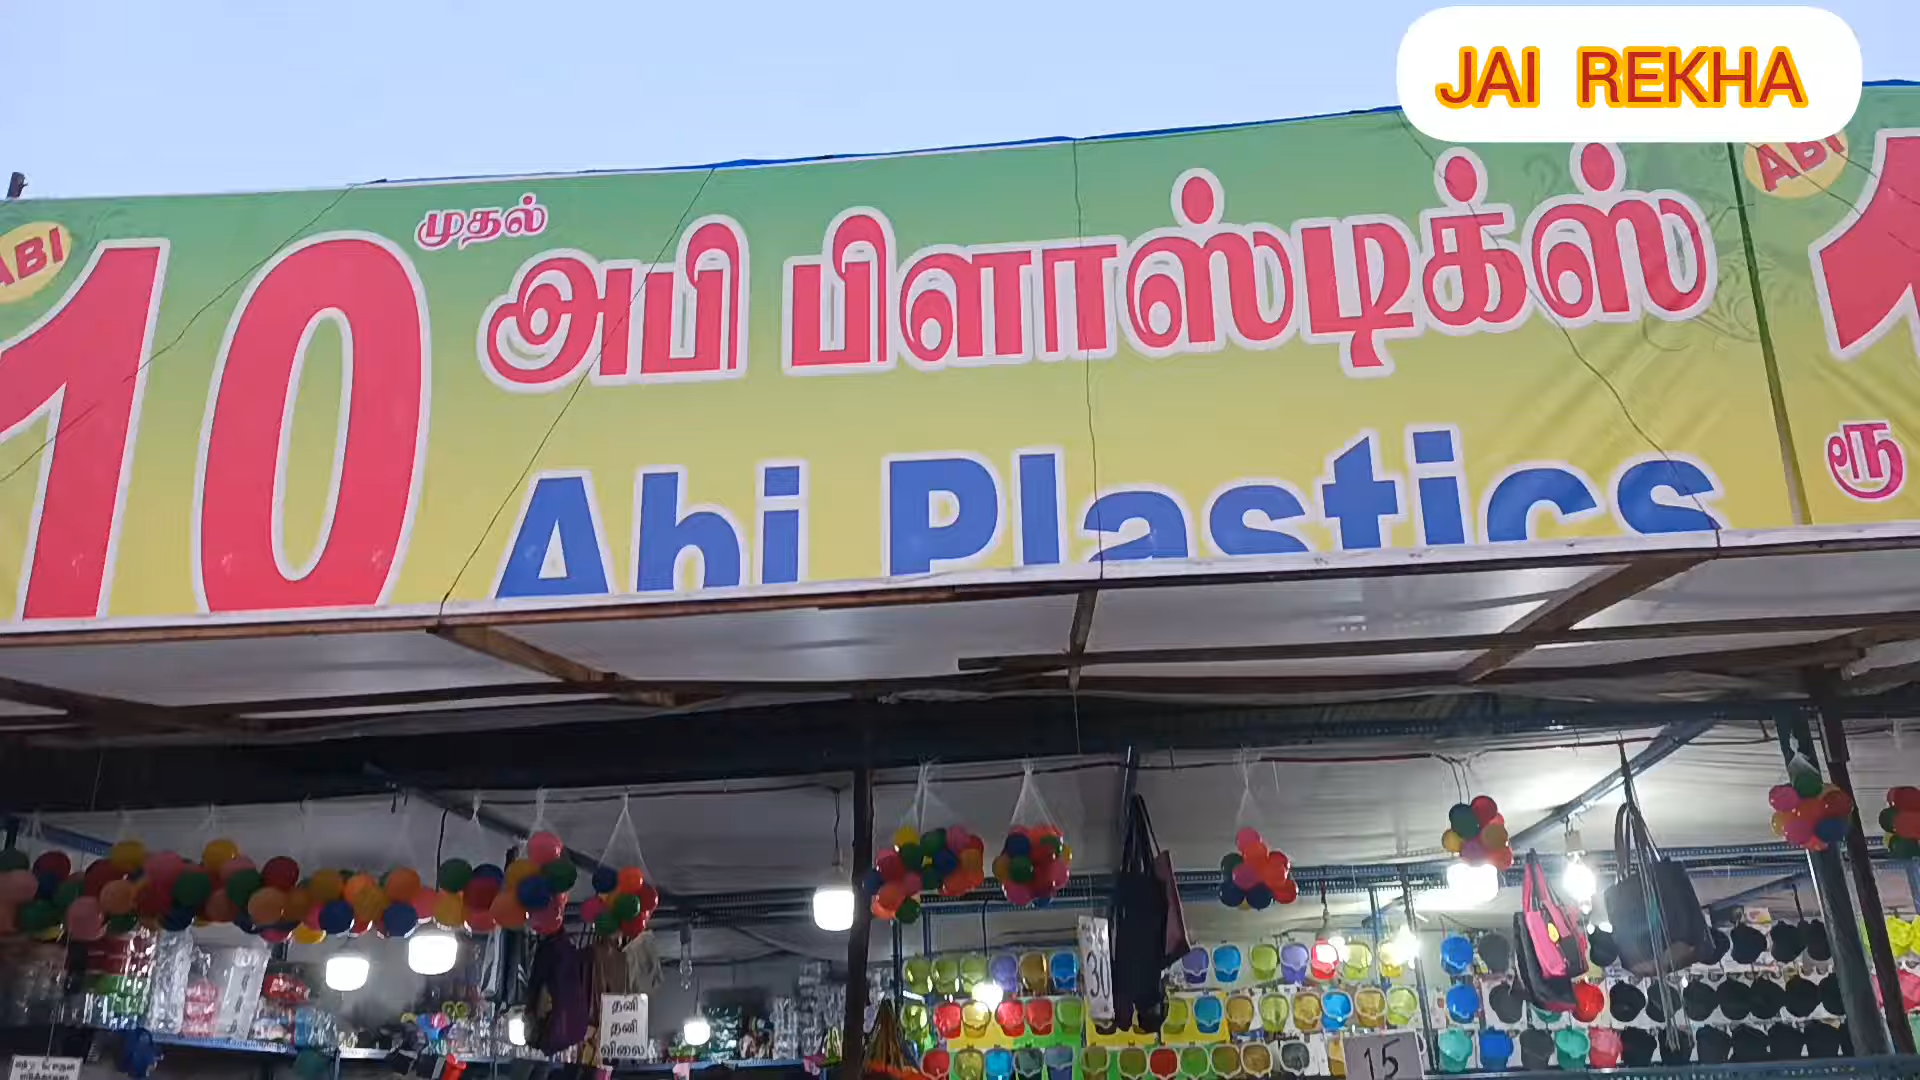 JAI REKHA
ABI
ABI
10 முதல்
அபி பிளாஸ்டிக்ஸ்
Abi Plastics
ரூ
30
தனி
தனி
விலை
15